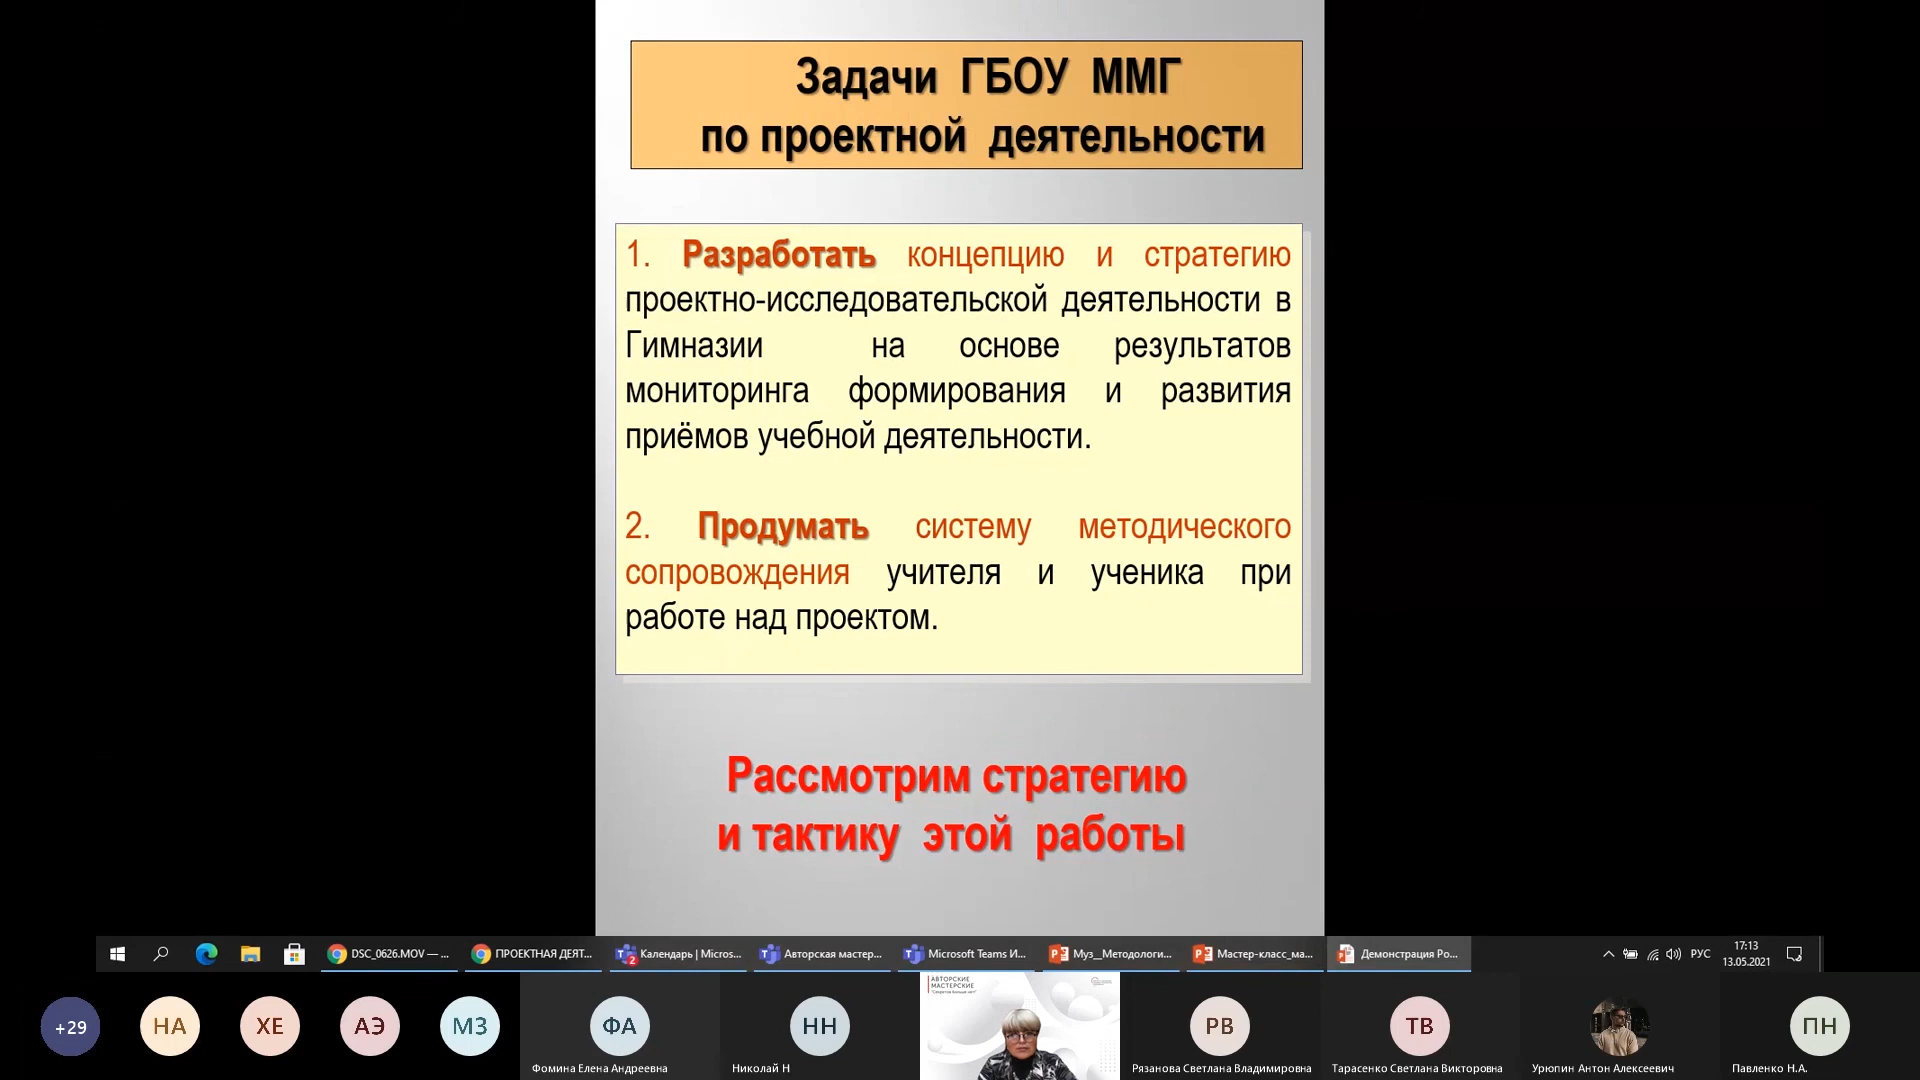 Задачи ГБОУ ММГ
по проектной деятельности
1. Разработать концепцию и стратегию
проектно-исследовательской деятельности в
Гимназии на основе результатов
мониторинга формирования и развития
приёмов учебной деятельности.
2. Продумать систему методического
сопровождения учителя и ученика при
работе над проектом.
Рассмотрим стратегию
и тактику этой работы
DSC_0626.MOV — ...
ПРОЕКТНАЯ ДЕЯТ...
Календарь | Micros...
Авторская мастер...
Microsoft Teams И...
Муз__Методологи...
Мастер-класс_ма...
Демонстрация Po...
РУС
17:13
13.05.2021
+29
НА
ХЕ
АЭ
МЗ
ФА
Фомина Елена Андреевна
НН
Николай Н
АВТОРСКИЕ
МАСТЕРСКИЕ
РВ
Рязанова Светлана Владимировна
ТВ
Тарасенко Светлана Викторовна
Урюпин Антон Алексеевич
ПН
Павленко Н.А.